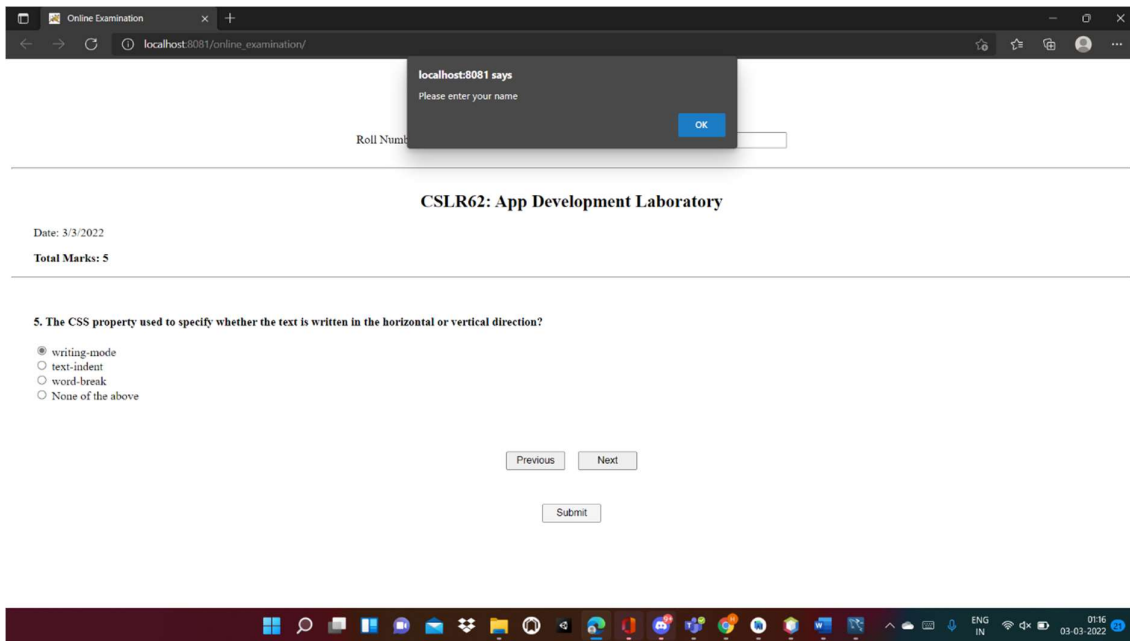 Online Examination
localhost:8081/online_examination/
localhost:8081 says
Please enter your name
OK
Roll Numb
CSLR62: App Development Laboratory
Date: 3/3/2022
Total Marks: 5
5. The CSS property used to specify whether the text is written in the horizontal or vertical direction?
writing-mode
text-indent
word-break
None of the above
Previous Next
Submit
ENG 01:16
IN 03-03-2022 21